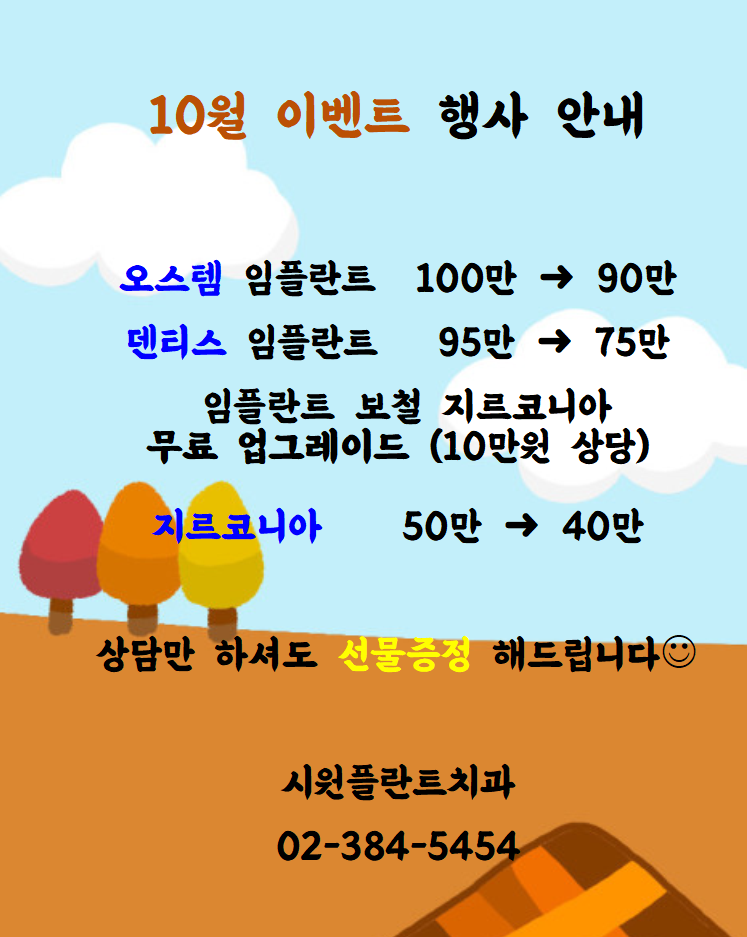 10월 이벤트 행사 안내
오스템 임플란트 100만 → 90만
덴티스 임플란트 95만 → 75만
임플란트 보철 지르코니아
무료 업그레이드 (10만원 상당)
지르코니아 50만 → 40만
상담만 하셔도 선물증정 해드립니다☺
시원플란트치과
02-384-5454